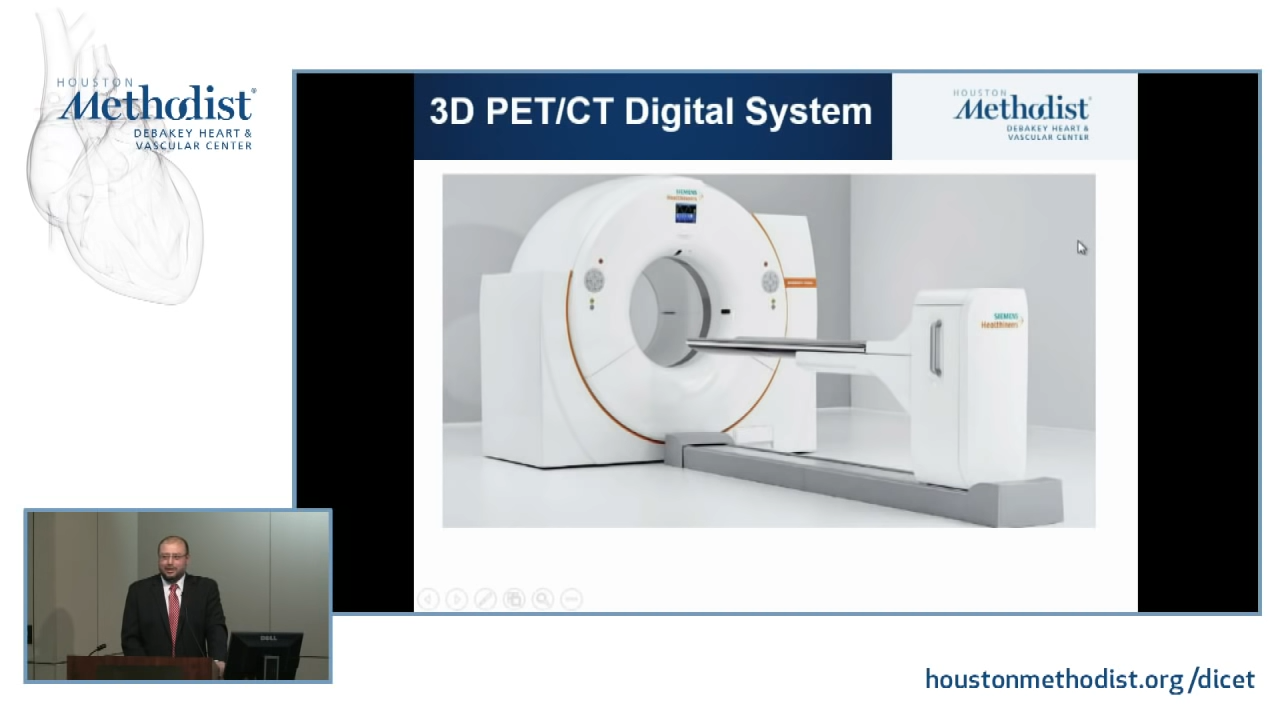 HOUSTON
Methodist®
DEBAKEY HEART &
VASCULAR CENTER
3D PET/CT Digital System
HOUSTON
Methodist
DEBAKEY HEART &
VASCULAR CENTER
SIEMENS
Healthineers
SIEMENS
Healthineers
DELL
houstonmethodist.org/dicet